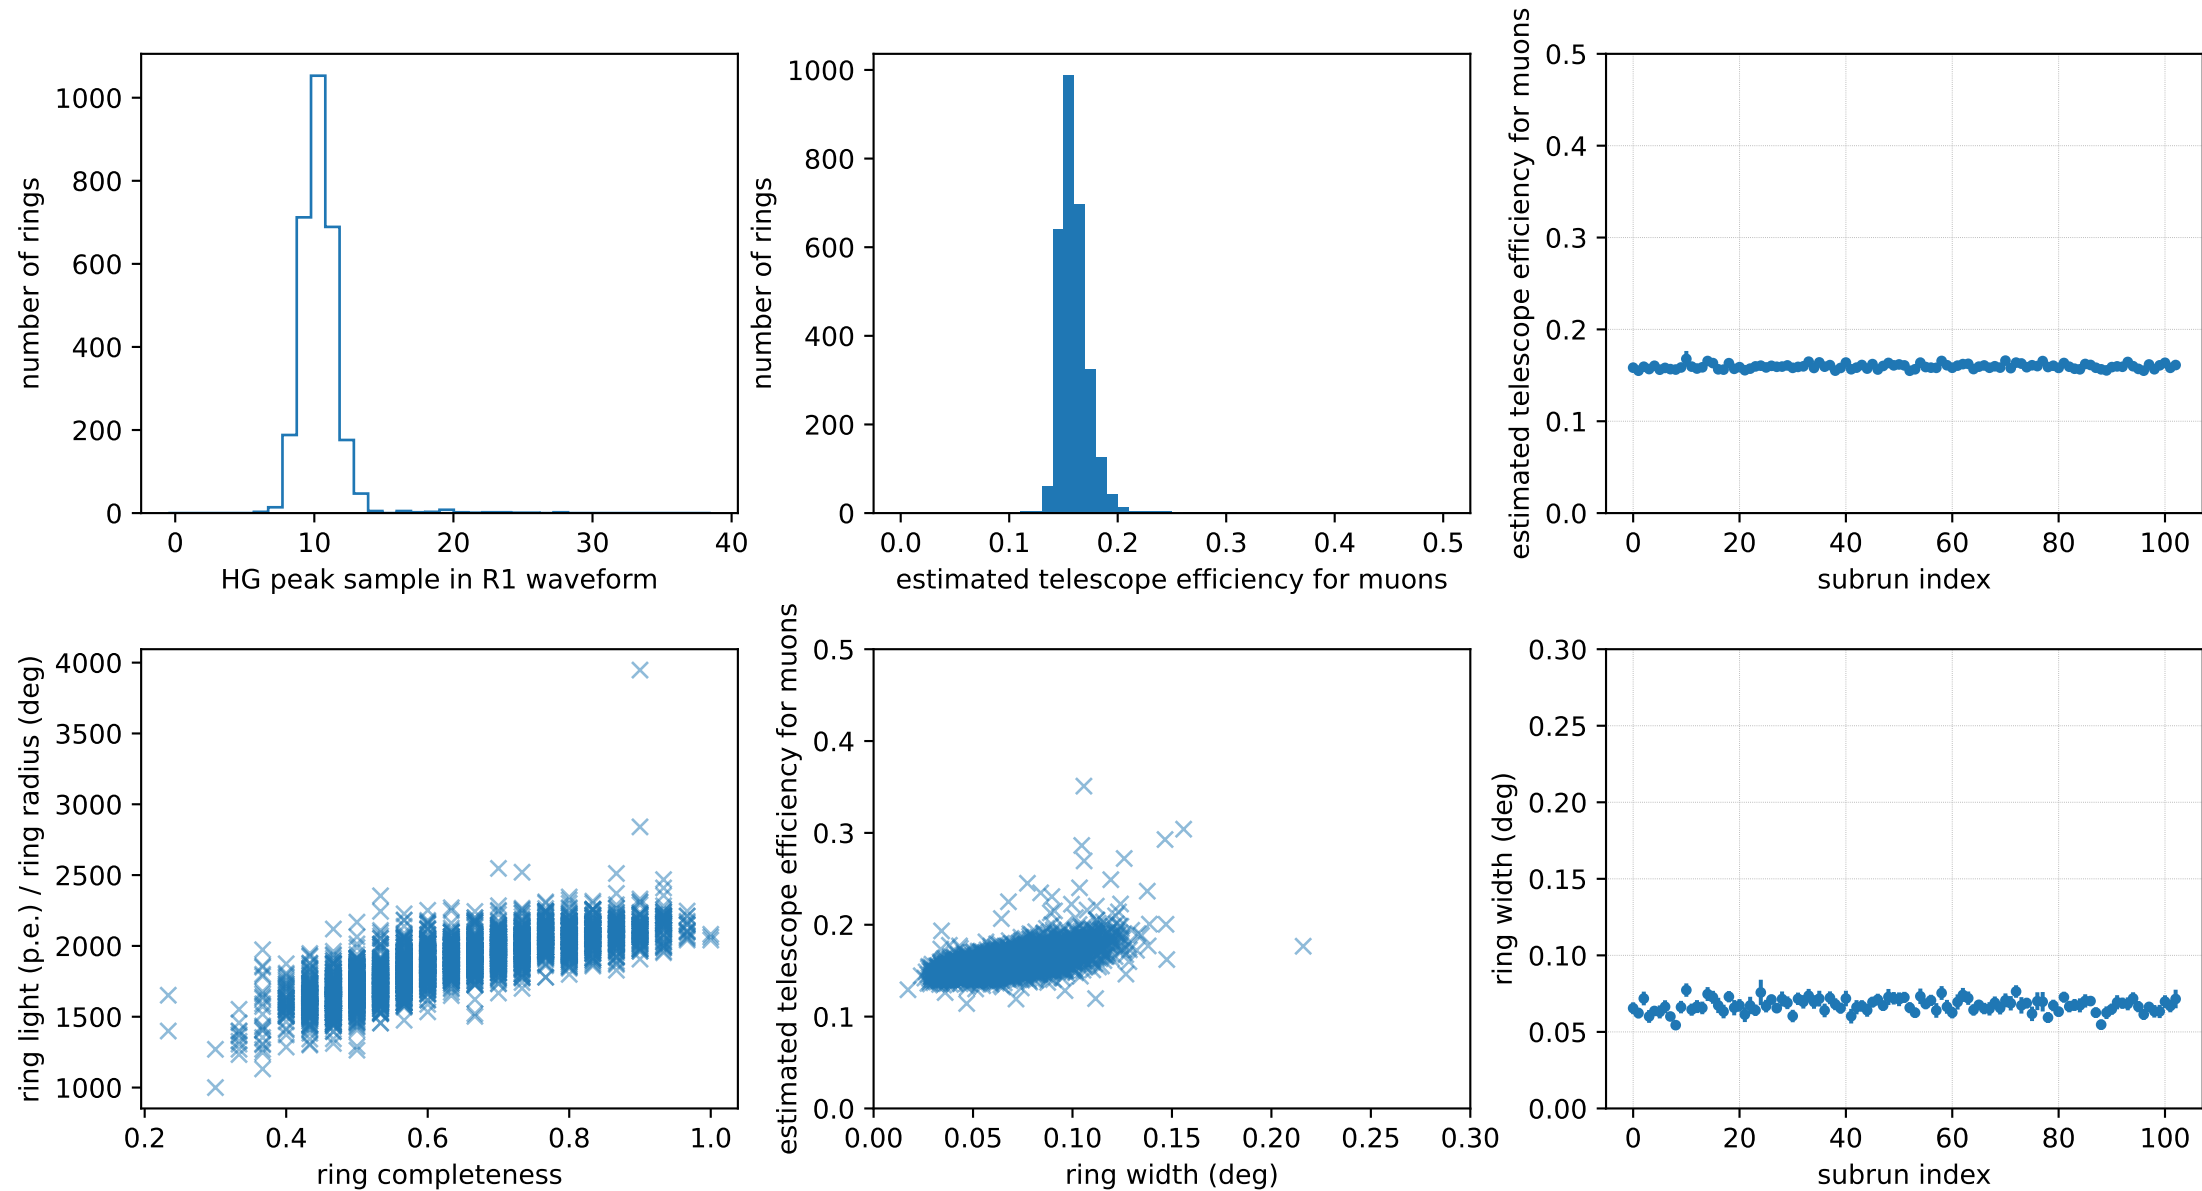 number of rings
1000
800
600
400
200
0
0 10 20 30 40
HG peak sample in R1 waveform
number of rings
1000
800
600
400
200
0
0.0 0.1 0.2 0.3 0.4 0.5
estimated telescope efficiency for muons
estimated telescope efficiency for muons
0.5
0.4
0.3
0.2
0.1
0.0
0 20 40 60 80 100
subrun index
ring light (p.e.) / ring radius (deg)
4000
3500
3000
2500
2000
1500
1000
0.2 0.4 0.6 0.8 1.0
ring completeness
estimated telescope efficiency for muons
0.5
0.4
0.3
0.2
0.1
0.0
0.00 0.05 0.10 0.15 0.20 0.25 0.30
ring width (deg)
ring width (deg)
0.30
0.25
0.20
0.15
0.10
0.05
0.00
0 20 40 60 80 100
subrun index